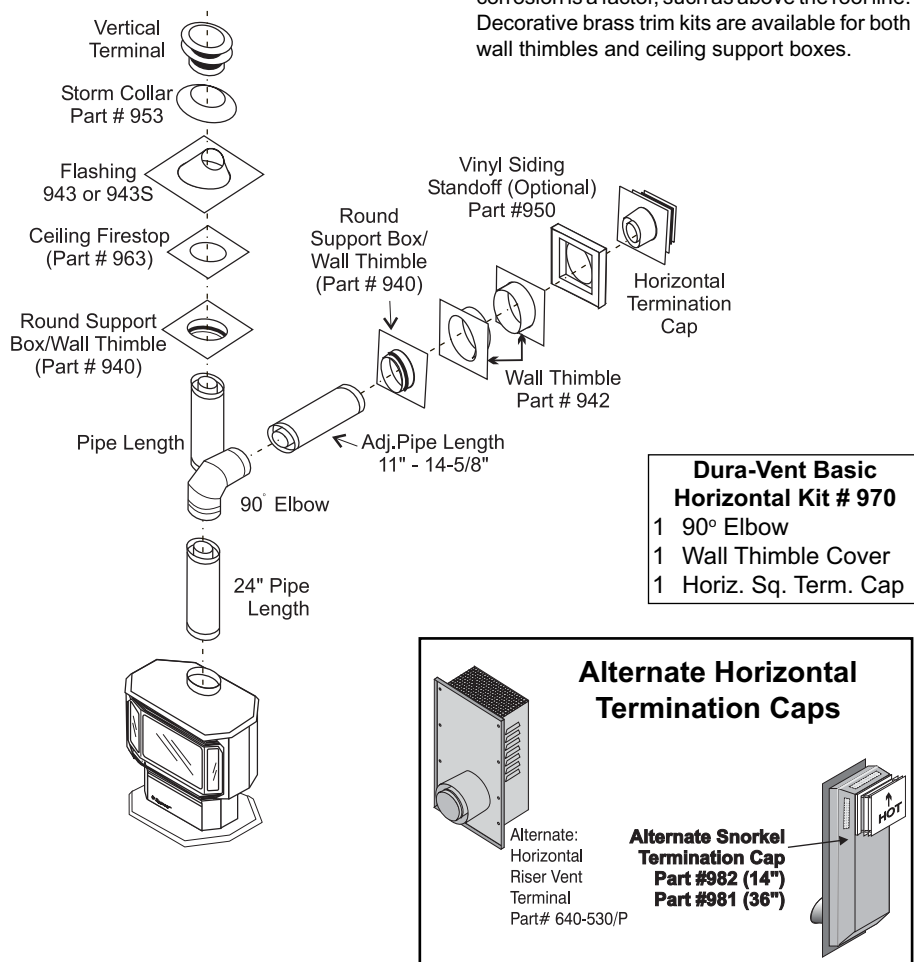 corrosion is a factor, such as above the roof line.
Decorative brass trim kits are available for both
wall thimbles and ceiling support boxes.
Vertical
Terminal
Storm Collar
Part # 953
Flashing
943 or 943S
Ceiling Firestop
(Part # 963)
Round Support
Box/Wall Thimble
(Part # 940)
Pipe Length
90° Elbow
24" Pipe
Length
Adj.Pipe Length
11" - 14-5/8"
Round
Support Box/
Wall Thimble
(Part # 940)
Vinyl Siding
Standoff (Optional)
Part #950
Wall Thimble
Part # 942
Horizontal
Termination
Cap
Dura-Vent Basic
Horizontal Kit # 970
1 90° Elbow
1 Wall Thimble Cover
1 Horiz. Sq. Term. Cap
Alternate Horizontal
Termination Caps
Alternate:
Horizontal
Riser Vent
Terminal
Part# 640-530/P
Alternate Snorkel
Termination Cap
Part #982 (14")
Part #981 (36")
HOT